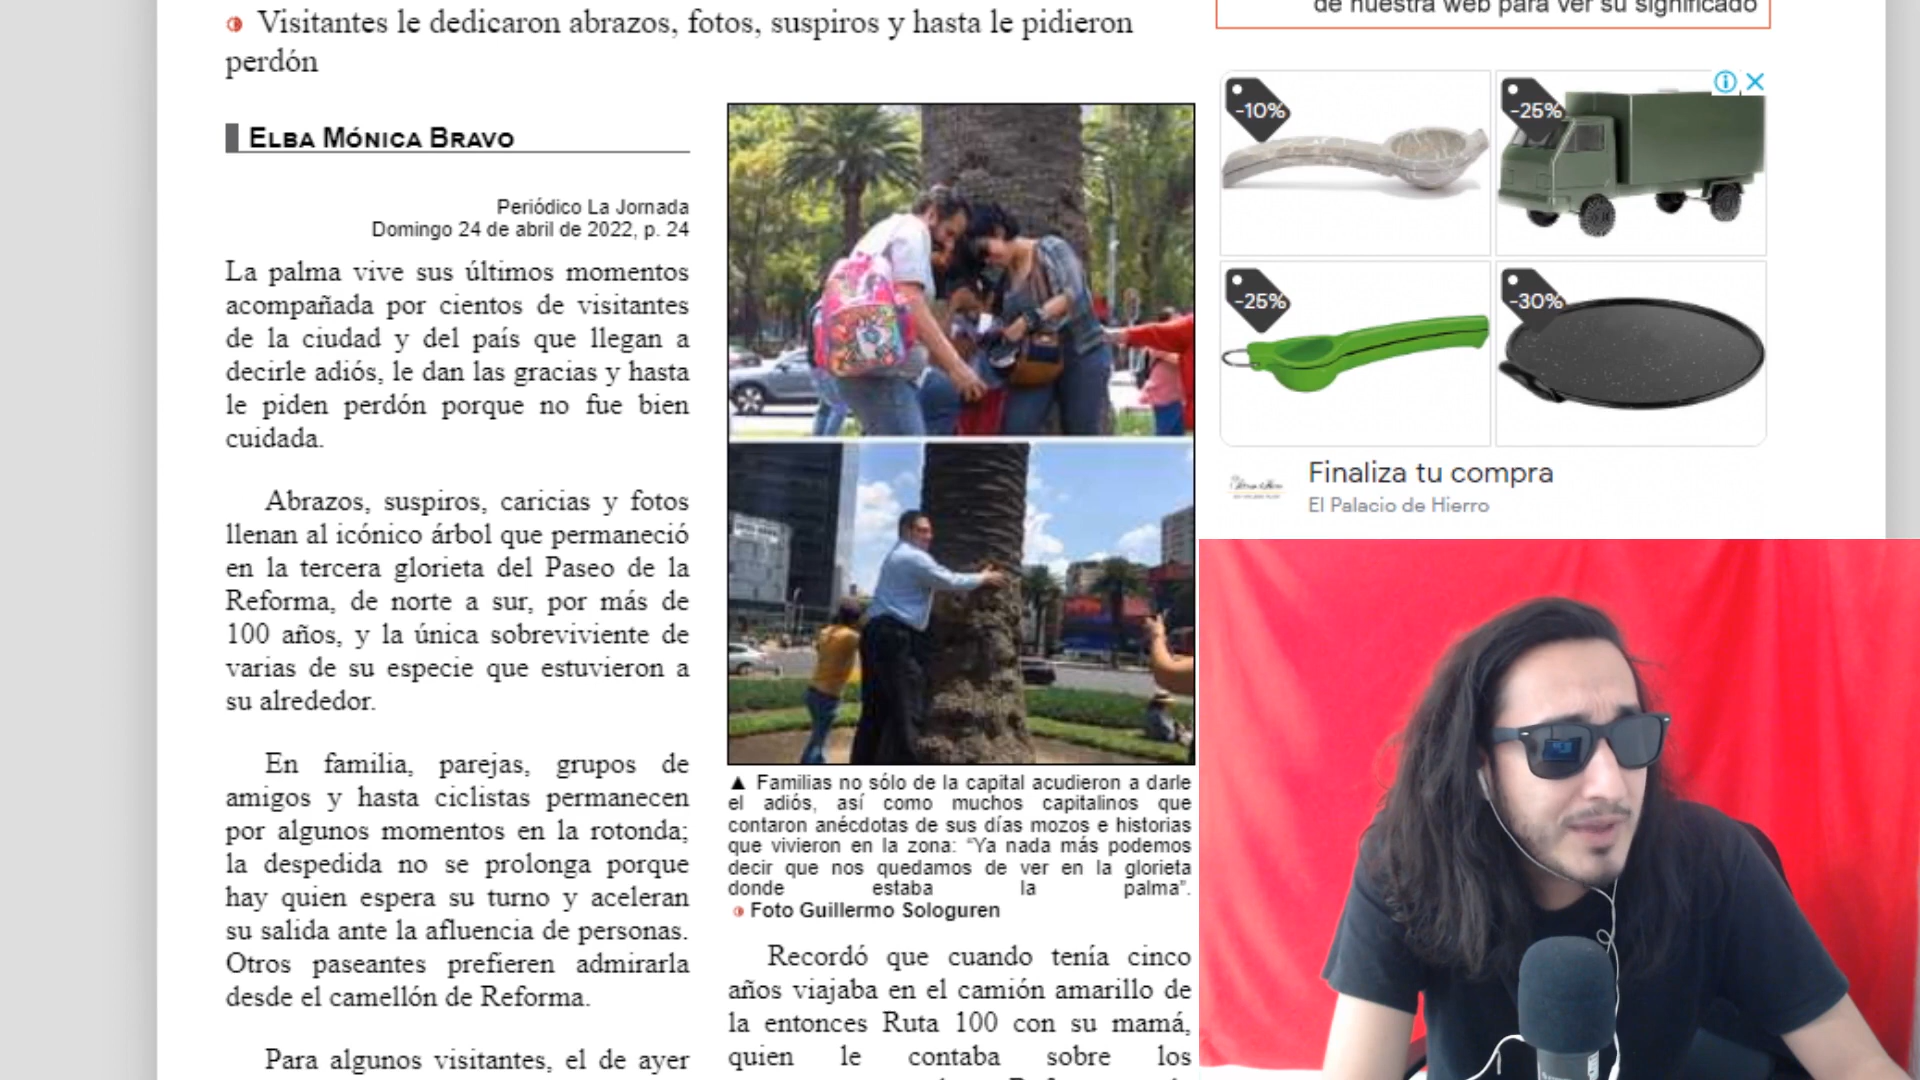 Visitantes le dedicaron abrazos, fotos, suspiros y hasta le pidieron
perdón
ELBA MÓNICA BRAVO
Periódico La Jornada
Domingo 24 de abril de 2022, p. 24
La palma vive sus últimos momentos
acompañada por cientos de visitantes
de la ciudad y del país que llegan a
decirle adiós, le dan las gracias y hasta
le piden perdón porque no fue bien
cuidada.
Abrazos, suspiros, caricias y fotos
llenan al icónico árbol que permaneció
en la tercera glorieta del Paseo de la
Reforma, de norte a sur, por más de
100 años, y la única sobreviviente de
varias de su especie que estuvieron a
su alrededor.
En familia, parejas, grupos de
amigos y hasta ciclistas permanecen
por algunos momentos en la rotonda;
la despedida no se prolonga porque
hay quien espera su turno y aceleran
su salida ante la afluencia de personas.
Otros paseantes prefieren admirarla
desde el camellón de Reforma.
Para algunos visitantes, el de ayer
▲ Familias no sólo de la capital acudieron a darle
el adiós, así como muchos capitalinos que
contaron anécdotas de sus días mozos e historias
que vivieron en la zona: “Ya nada más podemos
decir que nos quedamos de ver en la glorieta
donde estaba la palma”.
Foto Guillermo Sologuren
Recordó que cuando tenía cinco
años viajaba en el camión amarillo de
la entonces Ruta 100 con su mamá,
quien le contaba sobre los
de nuestra web para ver su significado
-10%
-25%
-25%
-30%
Finaliza tu compra
El Palacio de Hierro